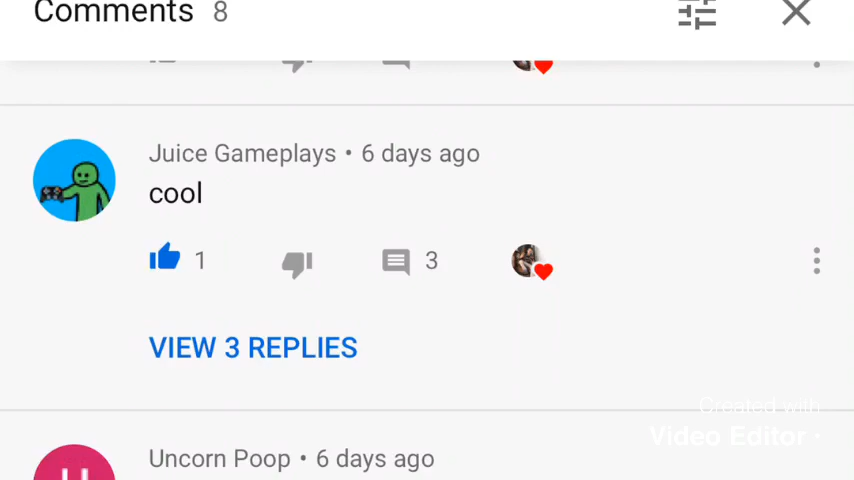 Comments 8
Juice Gameplays • 6 days ago
cool
1 3
VIEW 3 REPLIES
Created with
Video Editor
Uncorn Poop • 6 days ago
U